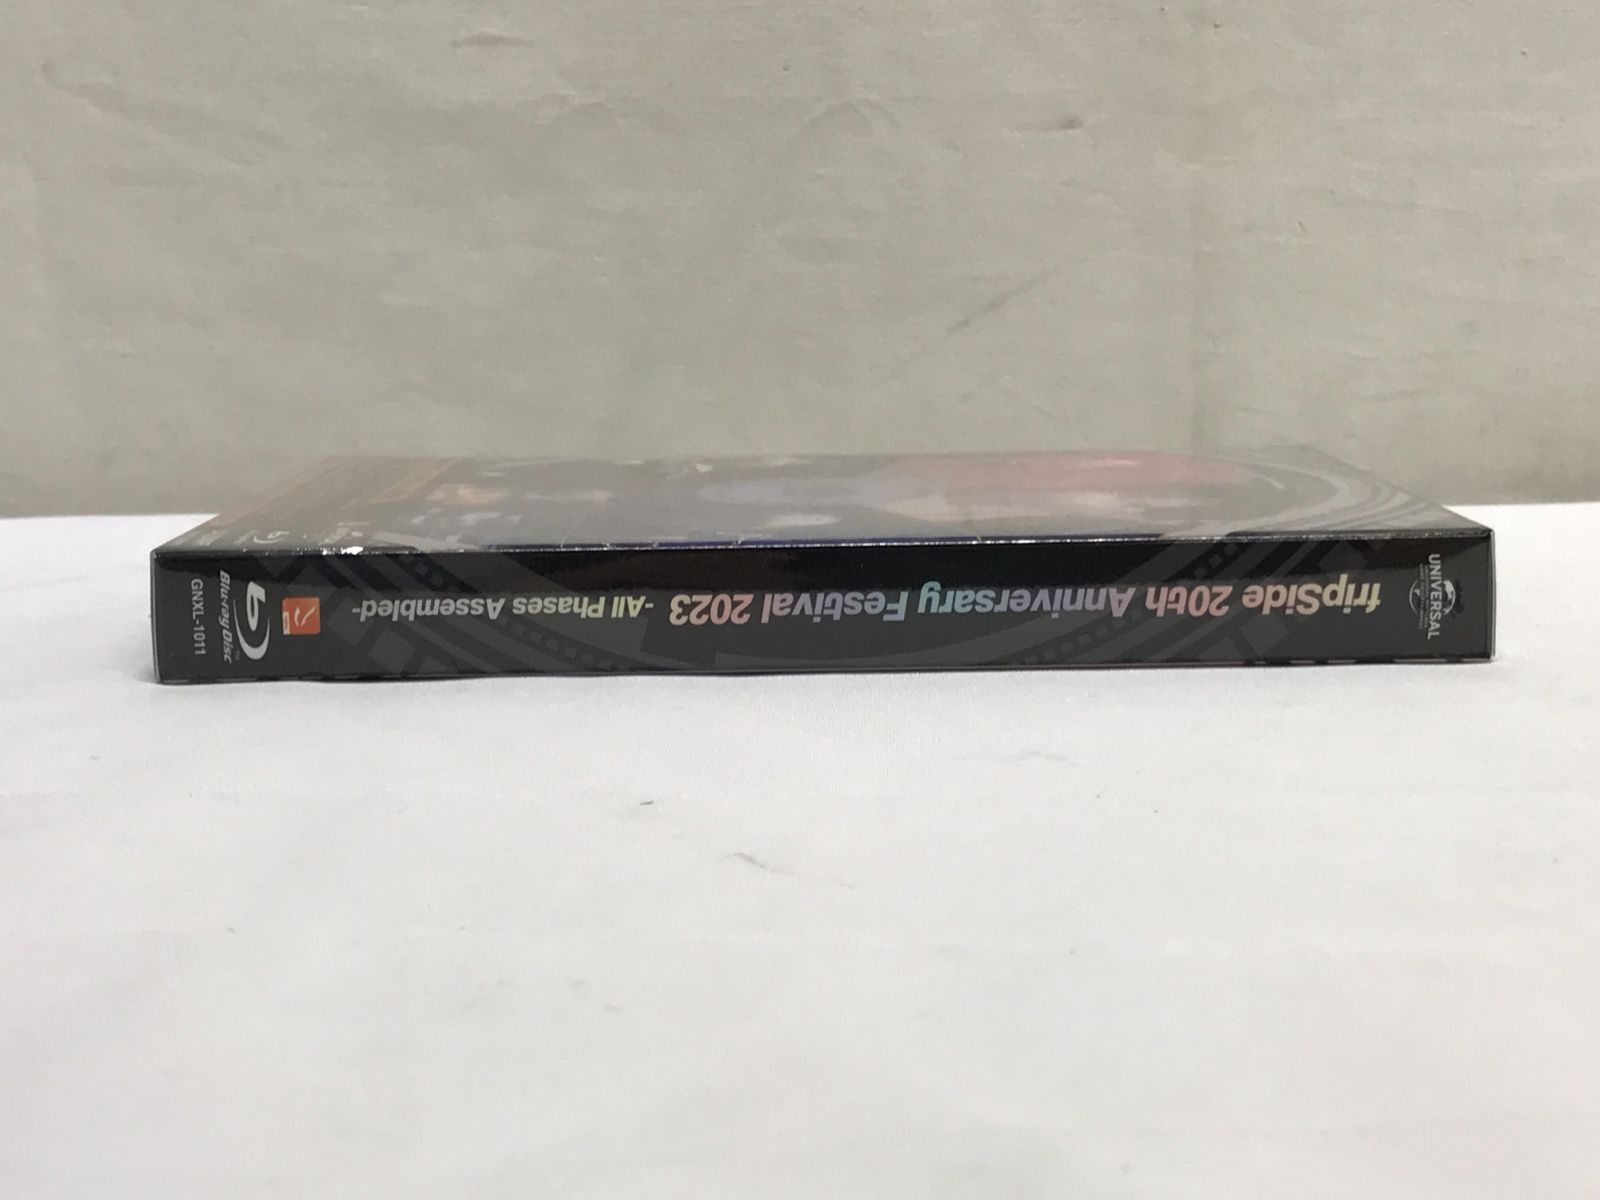 UNIVERSAL
fripSide 20th Anniversary Festival 2023 -All Phases Assembled-
Blu-ray Disc
GNXL-1011